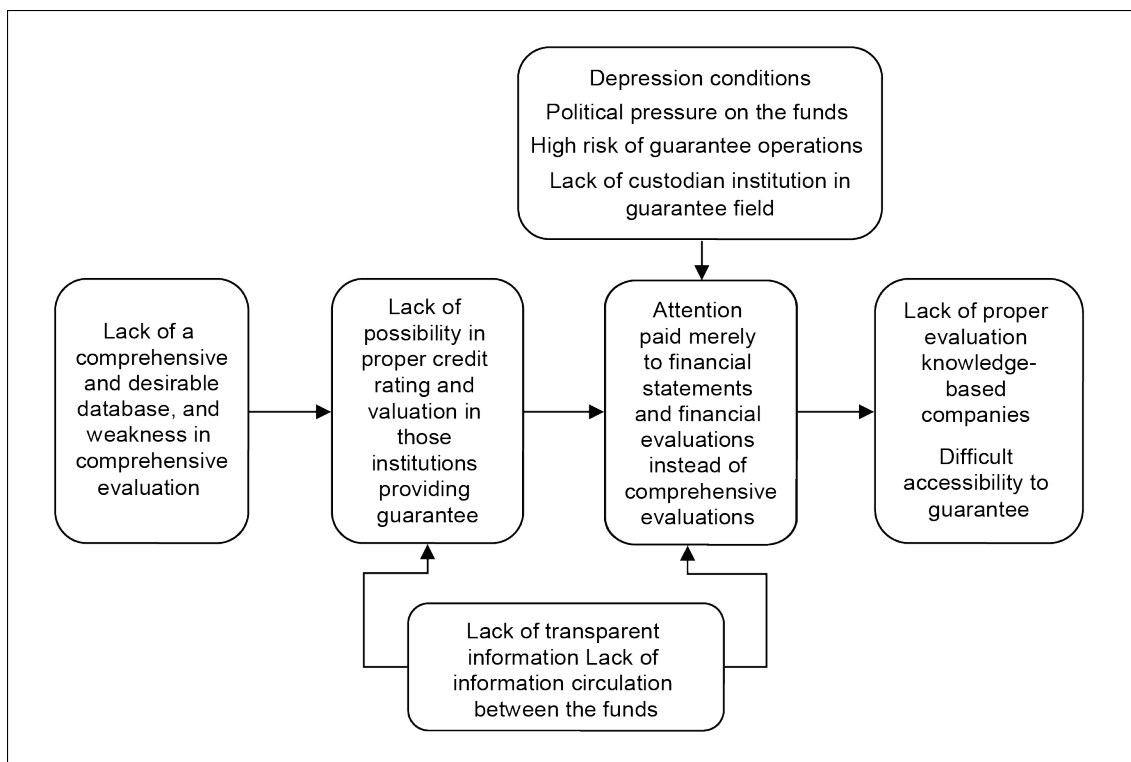 Depression conditions
Political pressure on the funds
High risk of guarantee operations
Lack of custodian institution in
guarantee field
Lack of a
comprehensive
and desirable
database, and
weakness in
comprehensive
evaluation
Lack of
possibility in
proper credit
rating and
valuation in
those
institutions
providing
guarantee
Attention
paid merely
to financial
statements
and financial
evaluations
instead of
comprehensive
evaluations
Lack of proper
evaluation
knowledge-
based
companies
Difficult
accessibility to
guarantee
Lack of transparent
information Lack of
information circulation
between the funds